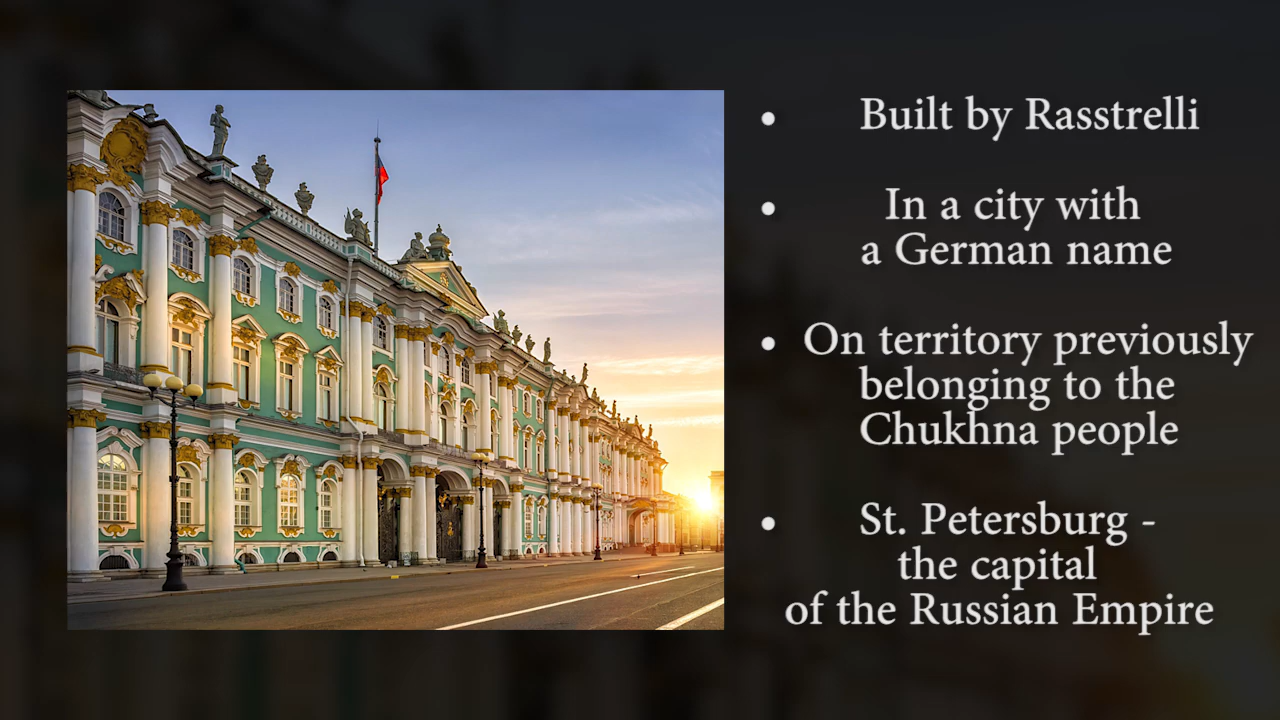 • Built by Rasstrelli
• In a city with
a German name
• On territory previously
belonging to the
Chukhna people
• St. Petersburg -
the capital
of the Russian Empire